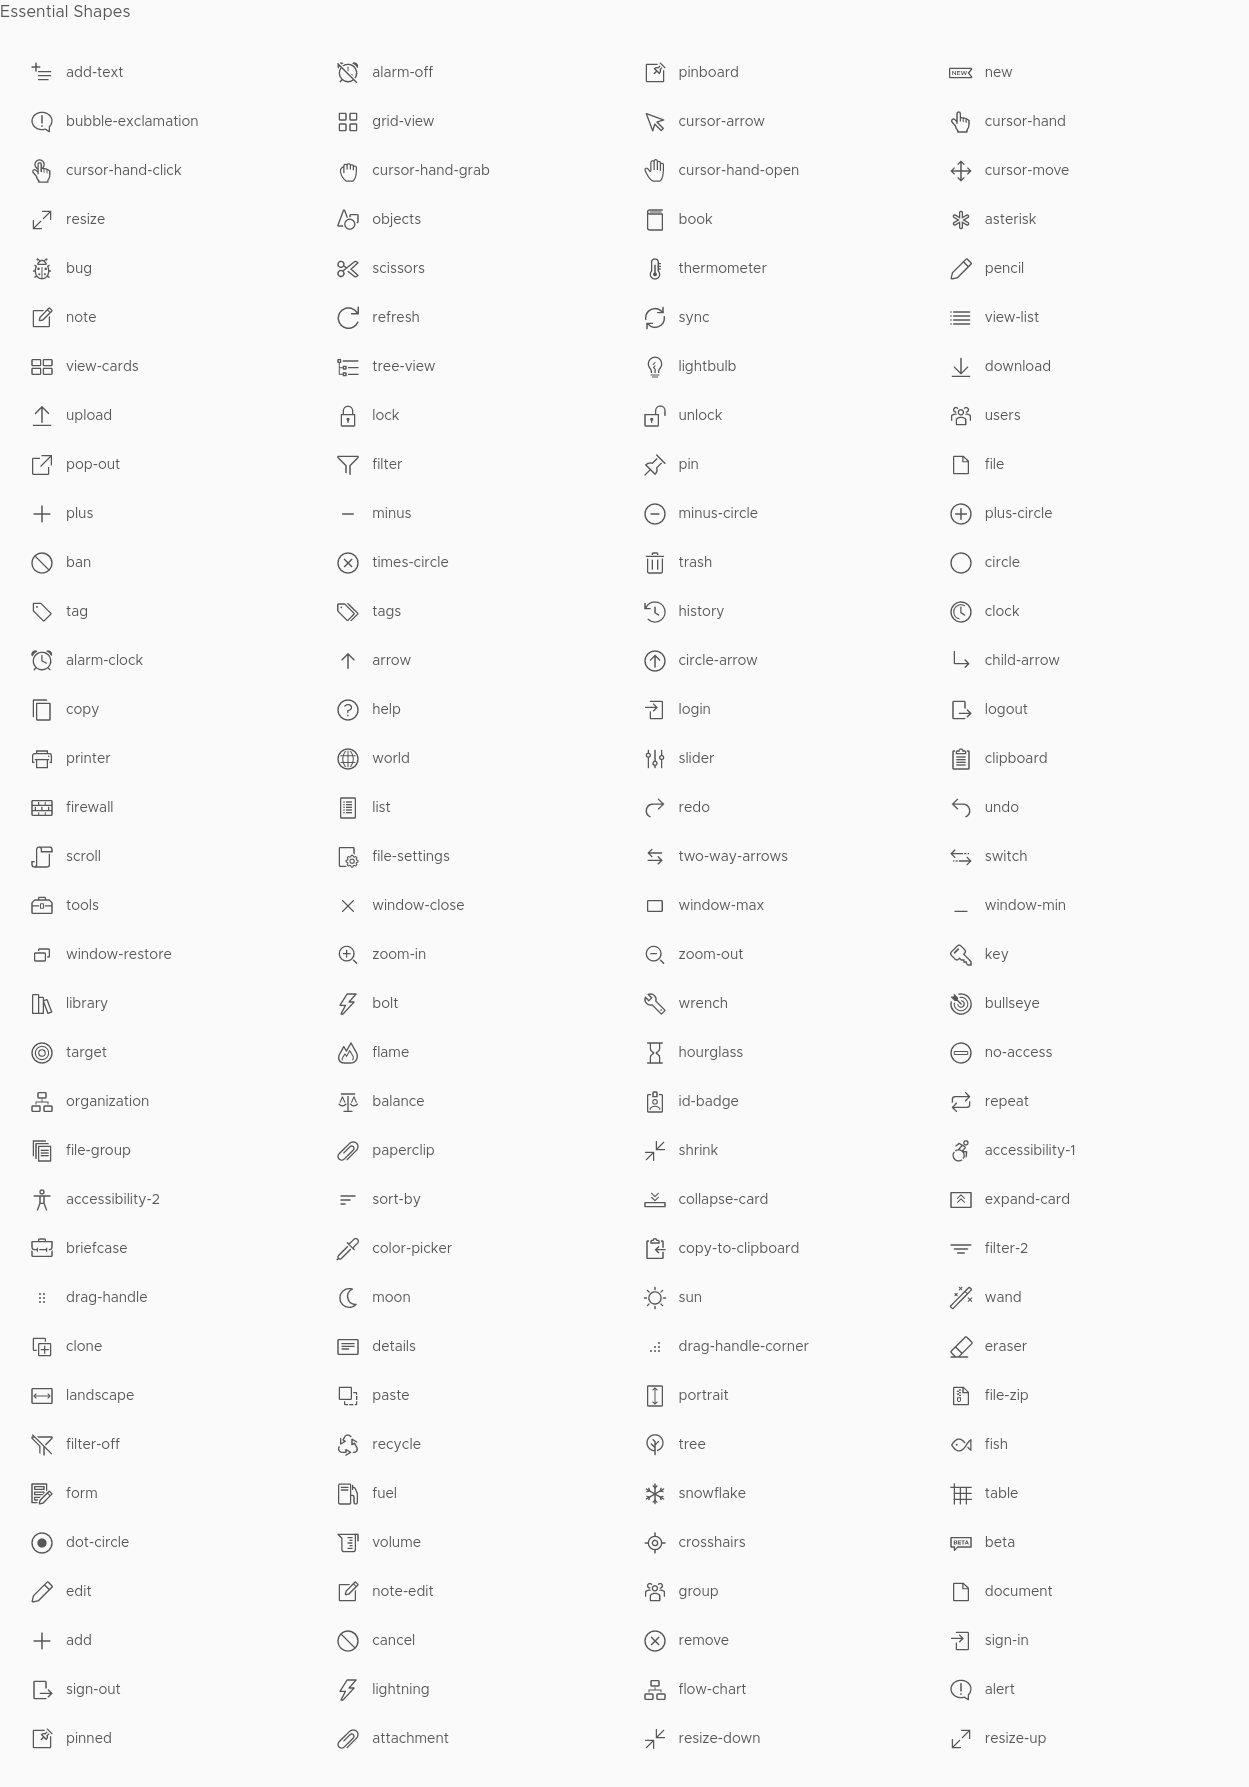 Essential Shapes
add-text alarm-off pinboard NEW new
bubble-exclamation grid-view cursor-arrow cursor-hand
cursor-hand-click cursor-hand-grab cursor-hand-open cursor-move
resize objects book asterisk
bug scissors thermometer pencil
note refresh sync view-list
view-cards tree-view lightbulb download
upload lock unlock users
pop-out filter pin file
plus minus minus-circle plus-circle
ban times-circle trash circle
tag tags history clock
alarm-clock arrow circle-arrow child-arrow
copy help login logout
printer world slider clipboard
firewall list redo undo
scroll file-settings two-way-arrows switch
tools window-close window-max window-min
window-restore zoom-in zoom-out key
library bolt wrench bullseye
target flame hourglass no-access
organization balance id-badge repeat
file-group paperclip shrink accessibility-1
accessibility-2 sort-by collapse-card expand-card
briefcase color-picker copy-to-clipboard filter-2
drag-handle moon sun wand
clone details drag-handle-corner eraser
landscape paste portrait file-zip
filter-off recycle tree fish
form fuel snowflake table
dot-circle volume crosshairs BETA beta
edit note-edit group document
add cancel remove sign-in
sign-out lightning flow-chart alert
pinned attachment resize-down resize-up